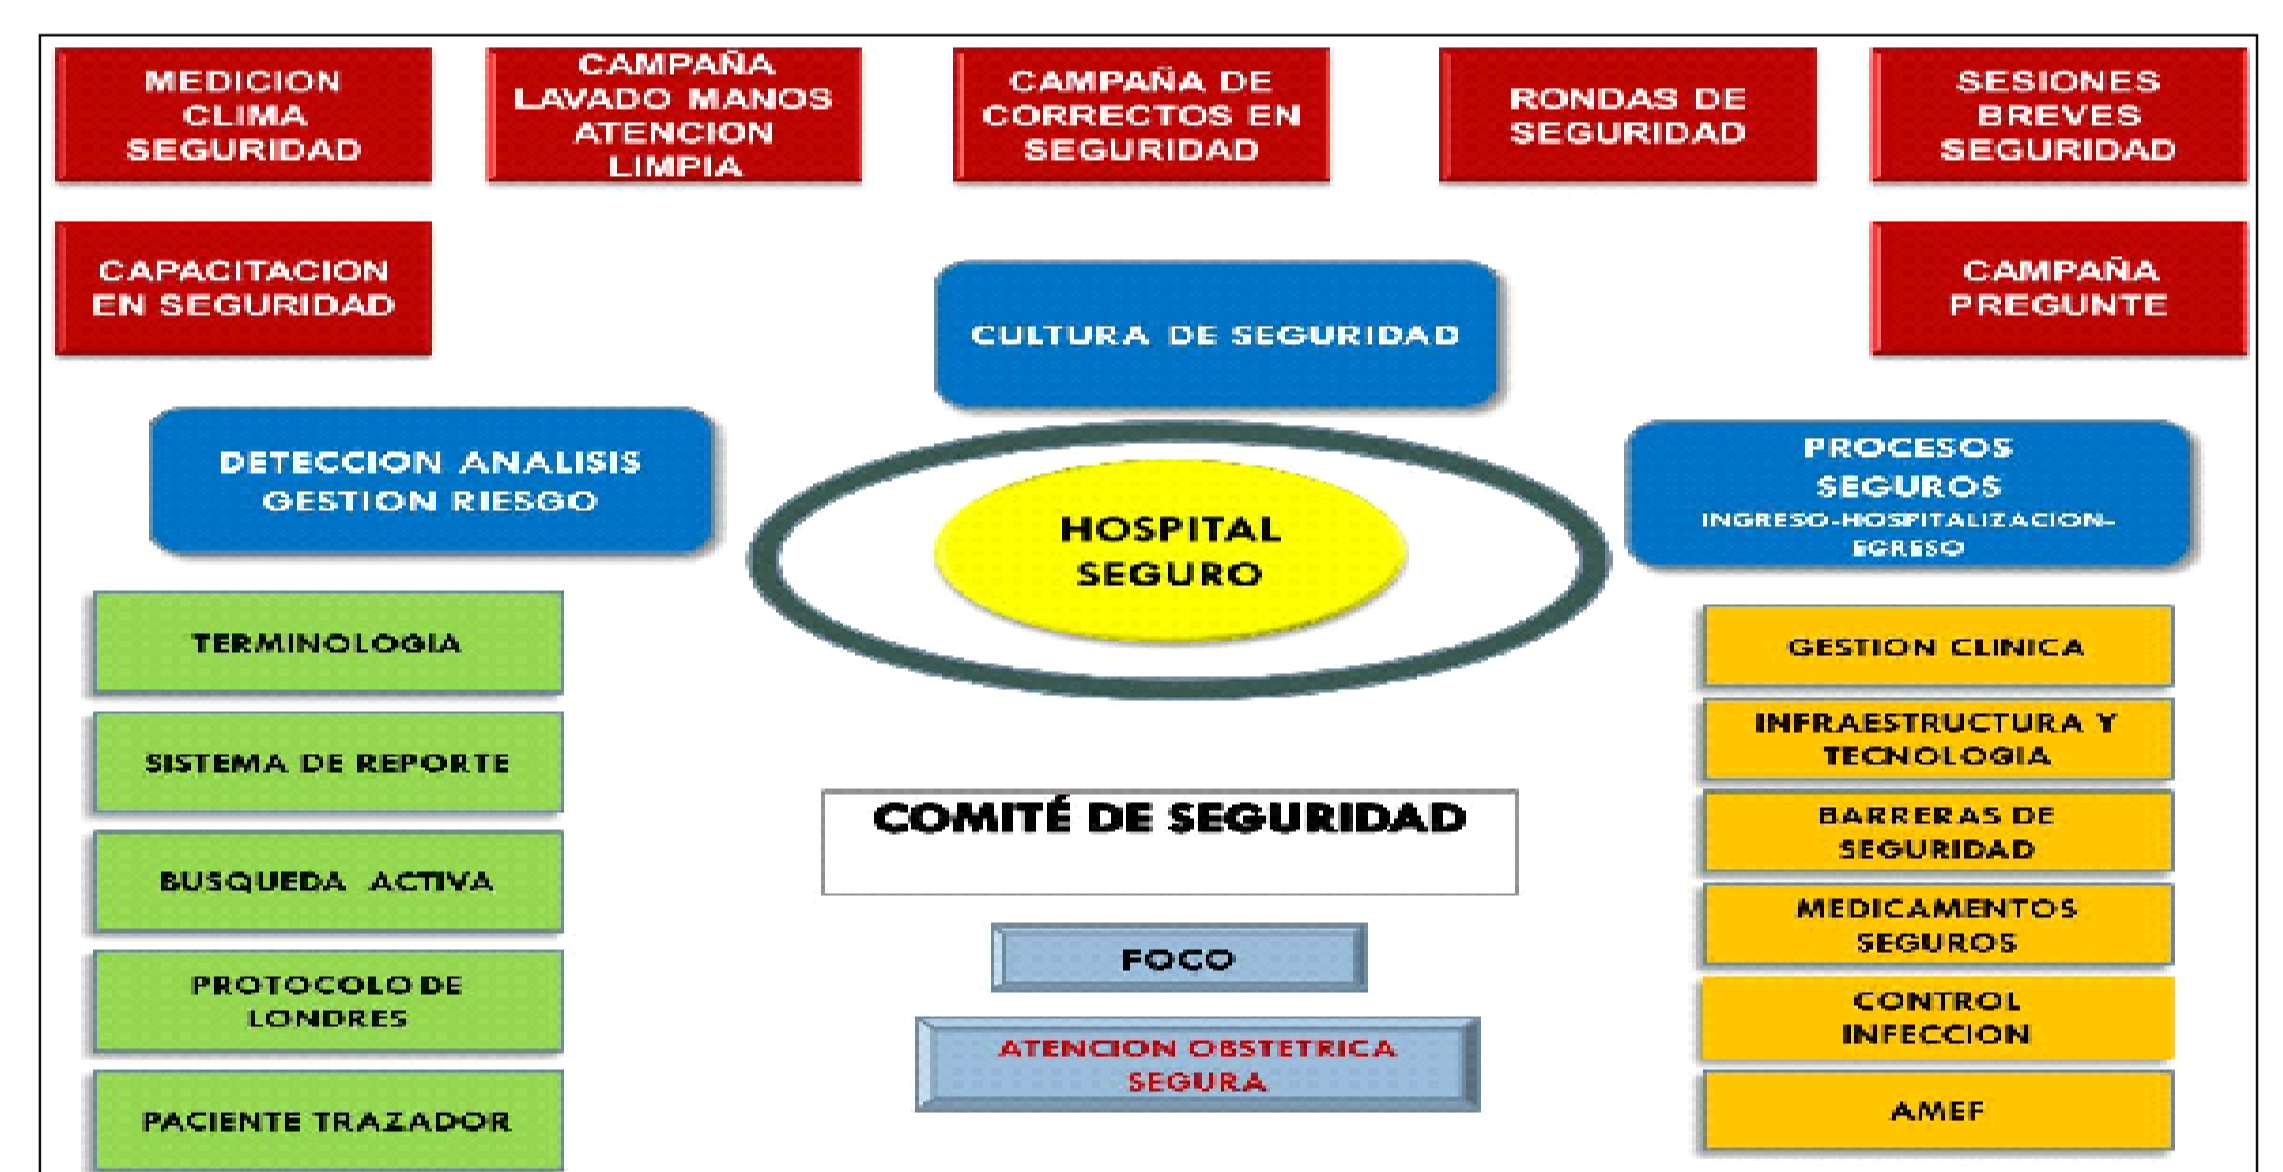 MEDICION
CLIMA
SEGURIDAD
CAMPAÑA
LAVADO MANOS
ATENCION
LIMPIA
CAMPAÑA DE
CORRECTOS EN
SEGURIDAD
RONDAS DE
SEGURIDAD
SESIONES
BREVES
SEGURIDAD
CAPACITACION
EN SEGURIDAD
CAMPAÑA
PREGUNTE
CULTURA DE SEGURIDAD
DETECCION ANALISIS
GESTION RIESGO
PROCESOS
SEGUROS
INGRESO-HOSPITALIZACION-
EGRESO
HOSPITAL
SEGURO
TERMINOLOGIA
SISTEMA DE REPORTE
BUSQUEDA ACTIVA
PROTOCOLO DE
LONDRES
PACIENTE TRAZADOR
COMITÉ DE SEGURIDAD
FOCO
ATENCION OBSTETRICA
SEGURA
GESTION CLINICA
INFRAESTRUCTURA Y
TECNOLOGIA
BARRERAS DE
SEGURIDAD
MEDICAMENTOS
SEGUROS
CONTROL
INFECCION
AMEF